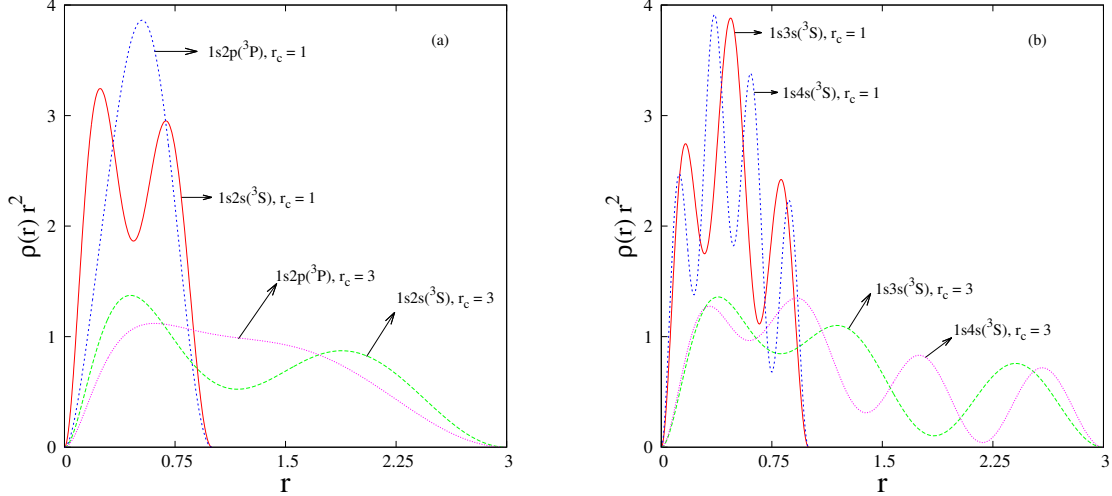 4
3
2
1
0
0
0.75
1.5
2.25
3
ρ(r) r²
r
(a)
1s2p(³P), r_c = 1
1s2s(³S), r_c = 1
1s2p(³P), r_c = 3
1s2s(³S), r_c = 3
4
3
2
1
0
0
0.75
1.5
2.25
3
ρ(r) r²
r
(b)
1s3s(³S), r_c = 1
1s4s(³S), r_c = 1
1s3s(³S), r_c = 3
1s4s(³S), r_c = 3